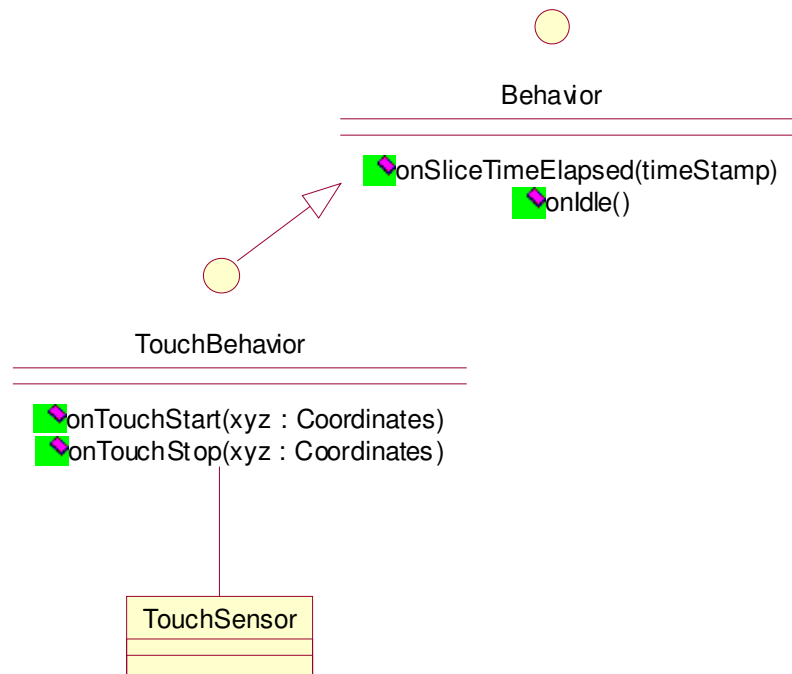 Behavior
onSliceTimeElapsed(timeStamp)
onIdle()
TouchBehavior
onTouchStart(xyz : Coordinates)
onTouchStop(xyz : Coordinates)
TouchSensor